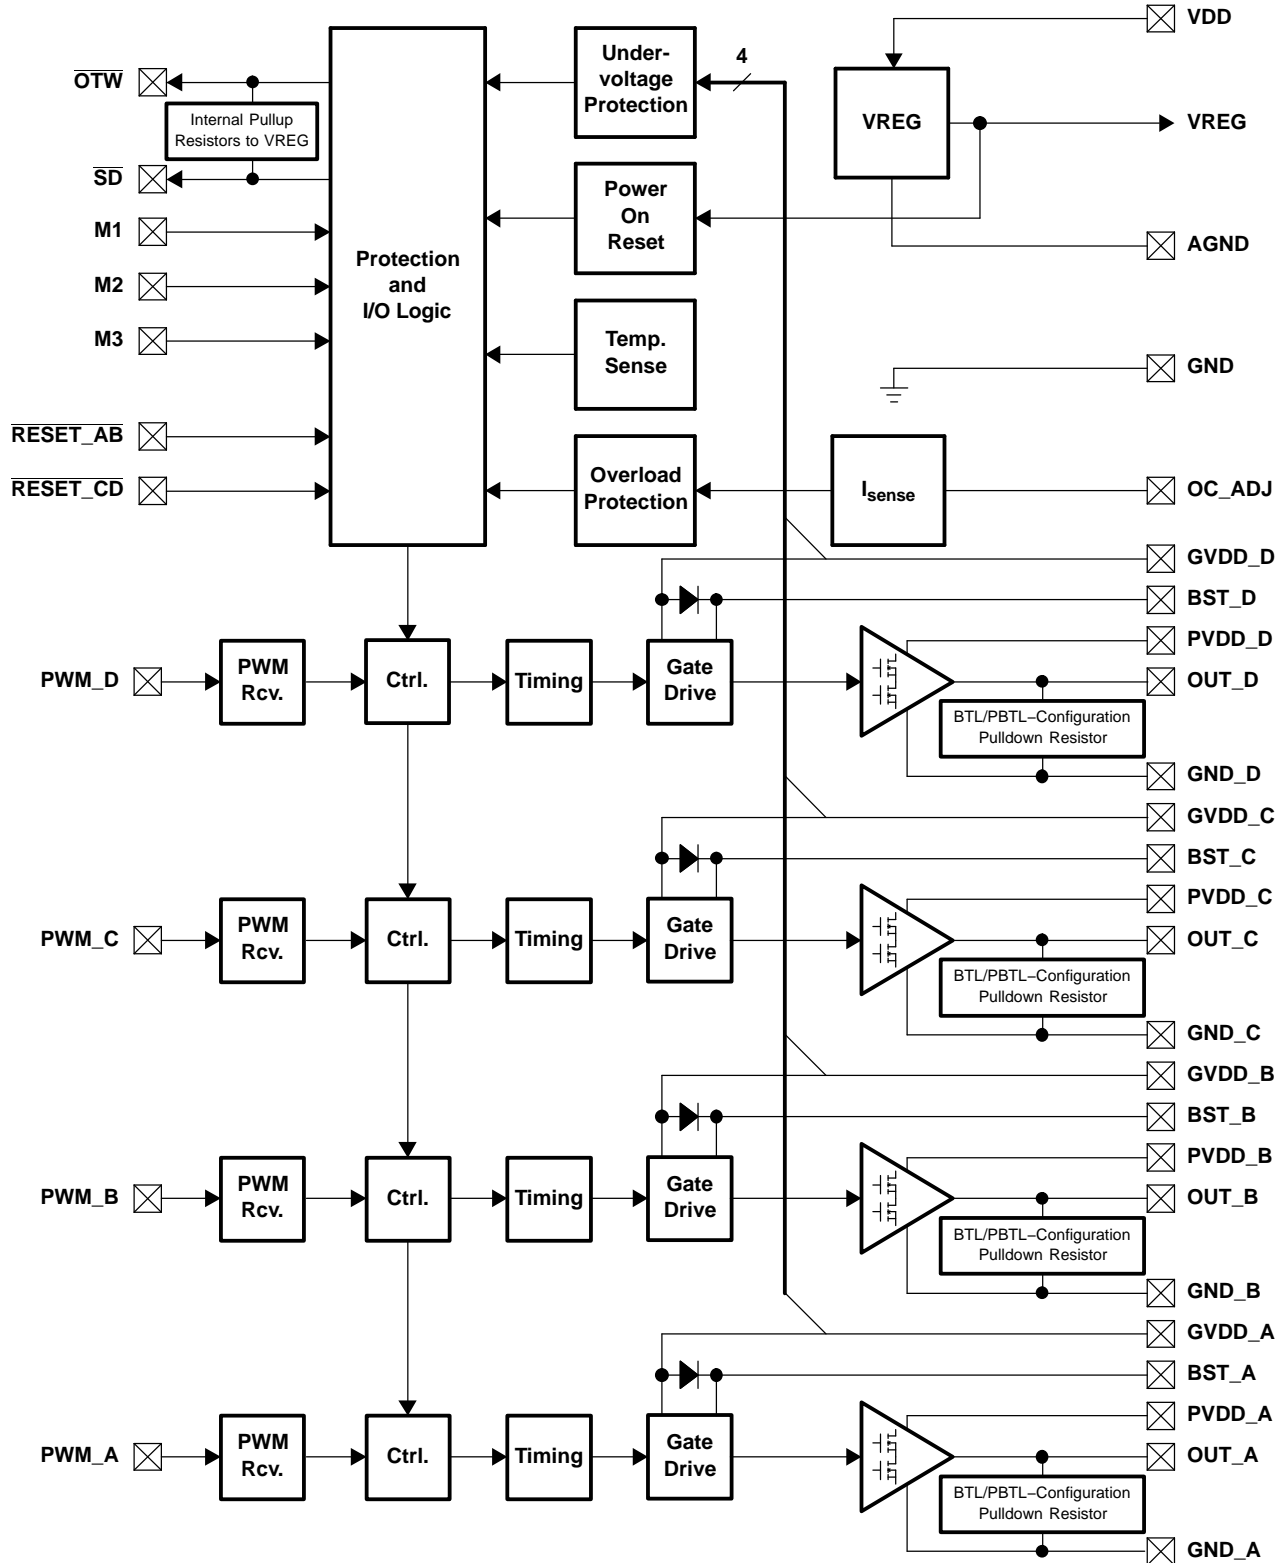 VDD
4
Under-
voltage
Protection
OTW
Internal Pullup
Resistors to VREG
VREG
VREG
SD
Power
On
Reset
M1
AGND
Protection
and
I/O Logic
M2
M3
Temp.
Sense
GND
RESET_AB
RESET_CD
Overload
Protection
Isense
OC_ADJ
GVDD_D
BST_D
PVDD_D
PWM_D
PWM
Rcv.
Ctrl.
Timing
Gate
Drive
OUT_D
BTL/PBTL–Configuration
Pulldown Resistor
GND_D
GVDD_C
BST_C
PVDD_C
PWM_C
PWM
Rcv.
Ctrl.
Timing
Gate
Drive
OUT_C
BTL/PBTL–Configuration
Pulldown Resistor
GND_C
GVDD_B
BST_B
PVDD_B
PWM_B
PWM
Rcv.
Ctrl.
Timing
Gate
Drive
OUT_B
BTL/PBTL–Configuration
Pulldown Resistor
GND_B
GVDD_A
BST_A
PVDD_A
PWM_A
PWM
Rcv.
Ctrl.
Timing
Gate
Drive
OUT_A
BTL/PBTL–Configuration
Pulldown Resistor
GND_A